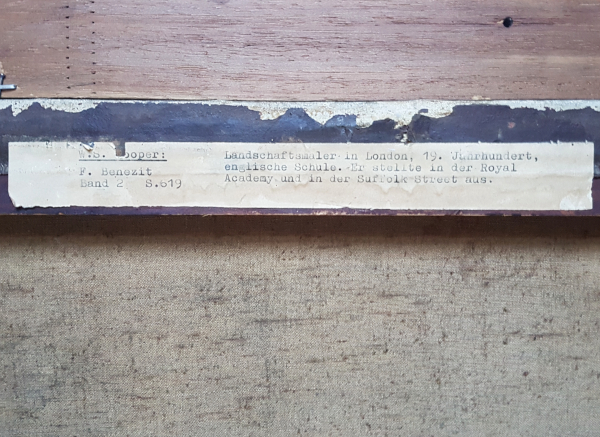 W.S. Cooper: Landschaftsmaler in London, 19. Jahrhundert,
englische Schule. Er stellte in der Royal
F. Benezit Academy und in der Suffolk Street aus.
Band 2 S.619